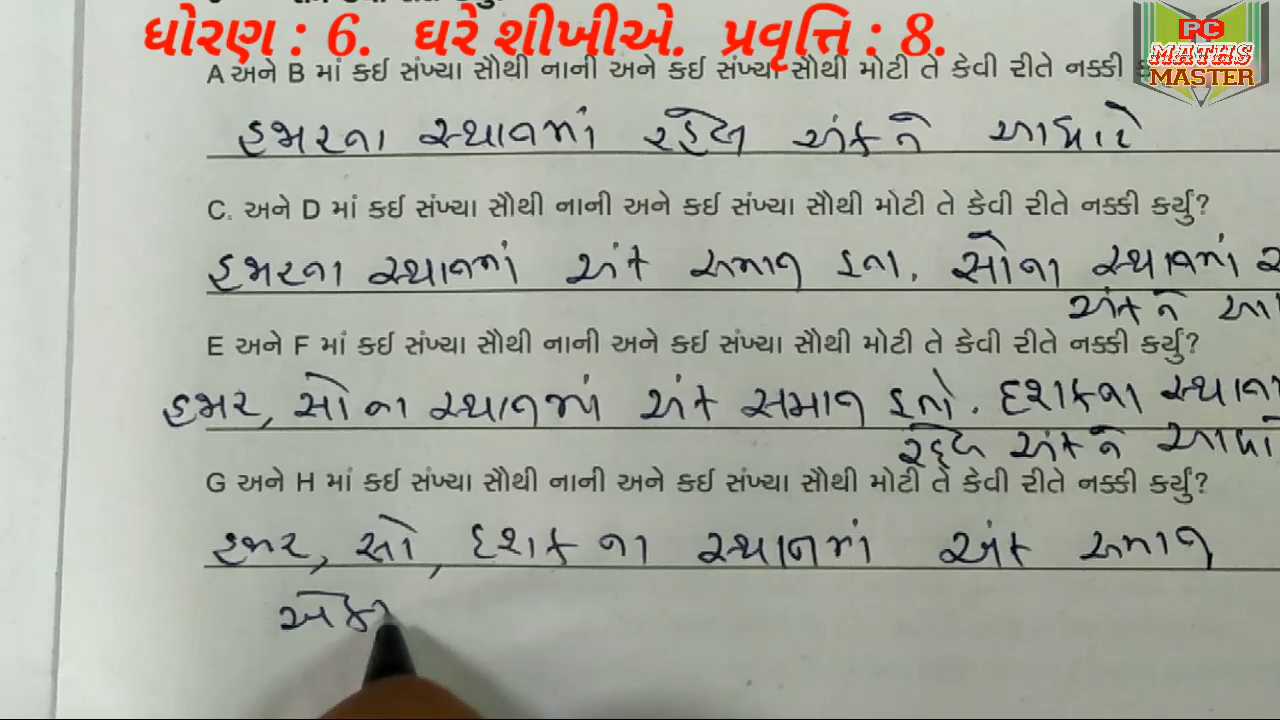 ધોરણ : 6. ઘરે શીખીએ. પ્રવૃત્તિ : 8.
PC
MATHS
MASTER
A અને B માં કઈ સંખ્યા સૌથી નાની અને કઈ સંખ્યા સૌથી મોટી તે કેવી રીતે નક્કી
હજારના સ્થાનમાં રહેલ અંકને આધારે
C. અને D માં કઈ સંખ્યા સૌથી નાની અને કઈ સંખ્યા સૌથી મોટી તે કેવી રીતે નક્કી કર્યુ?
હજારના સ્થાનમાં અંક સમાન હતા. સોના સ્થાનમાં
અંકને
E અને F માં કઈ સંખ્યા સૌથી નાની અને કઈ સંખ્યા સૌથી મોટી તે કેવી રીતે નક્કી કર્યુ?
હજાર, સો ના સ્થાનમાં અંક સમાન હતો. દશકના
રહેલ અંકને
G અને H માં કઈ સંખ્યા સૌથી નાની અને કઈ સંખ્યા સૌથી મોટી તે કેવી રીતે નક્કી કર્યુ?
હજાર, સો, દશક ના સ્થાનમાં અંક સમાન